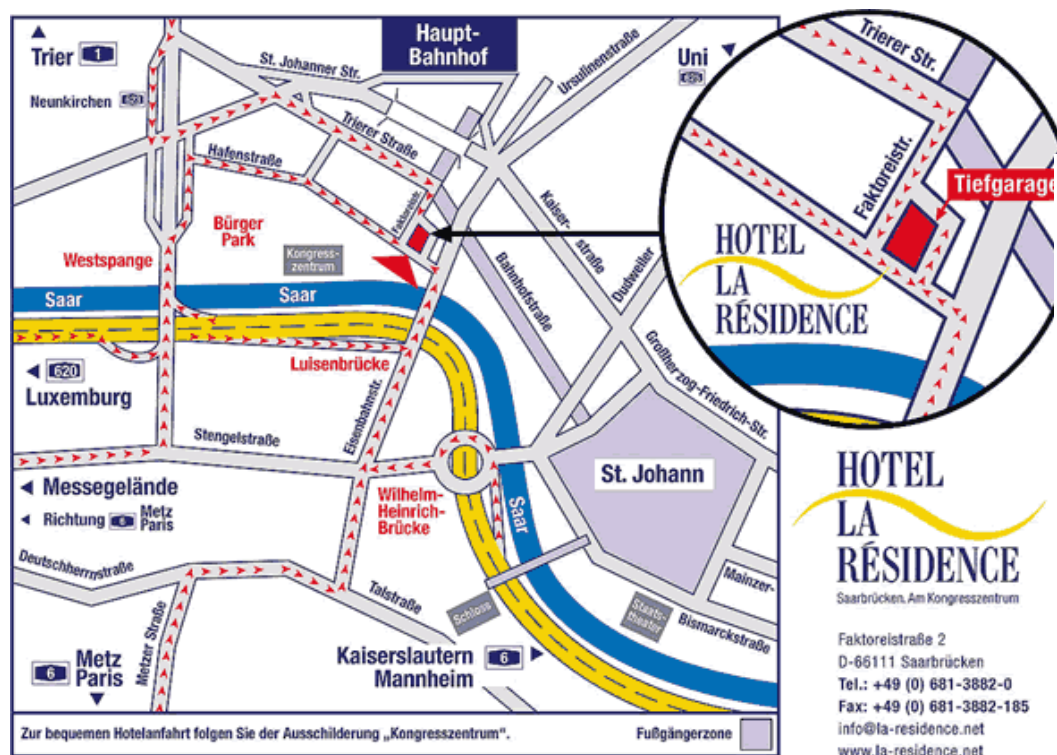 Trier 1
Neunkirchen
St. Johanner Str.
Haupt-
Bahnhof
Ursulinenstraße
Uni
Trierer Str.
Faktoreistr.
Tiefgarage
HOTEL
LA
RÉSIDENCE
Hafenstraße
Trierer Straße
Faktoreistr.
Bürger
Park
Westspange
Kongress-
zentrum
Kaiser-
straße
Dudweiler
Bahnhofstraße
Saar
Saar
Luisenbrücke
620
Luxemburg
Eisenbahnstr.
Großherzog-Friedrich-Str.
Stengelstraße
St. Johann
Messegelände
Richtung 6 Metz
Paris
Wilhelm-
Heinrich-
Brücke
Saar
Deutschherrnstraße
Talstraße
Metzer Straße
Schloss
Staats-
theater
Mainzer-
Bismarckstraße
6 Metz
Paris
Kaiserslautern 6
Mannheim
HOTEL
LA
RÉSIDENCE
Saarbrücken. Am Kongresszentrum
Faktoreistraße 2
D-66111 Saarbrücken
Tel.: +49 (0) 681-3882-0
Fax: +49 (0) 681-3882-185
info@la-residence.net
www.la-residence.net
Zur bequemen Hotelanfahrt folgen Sie der Ausschilderung „Kongresszentrum“.
Fußgängerzone